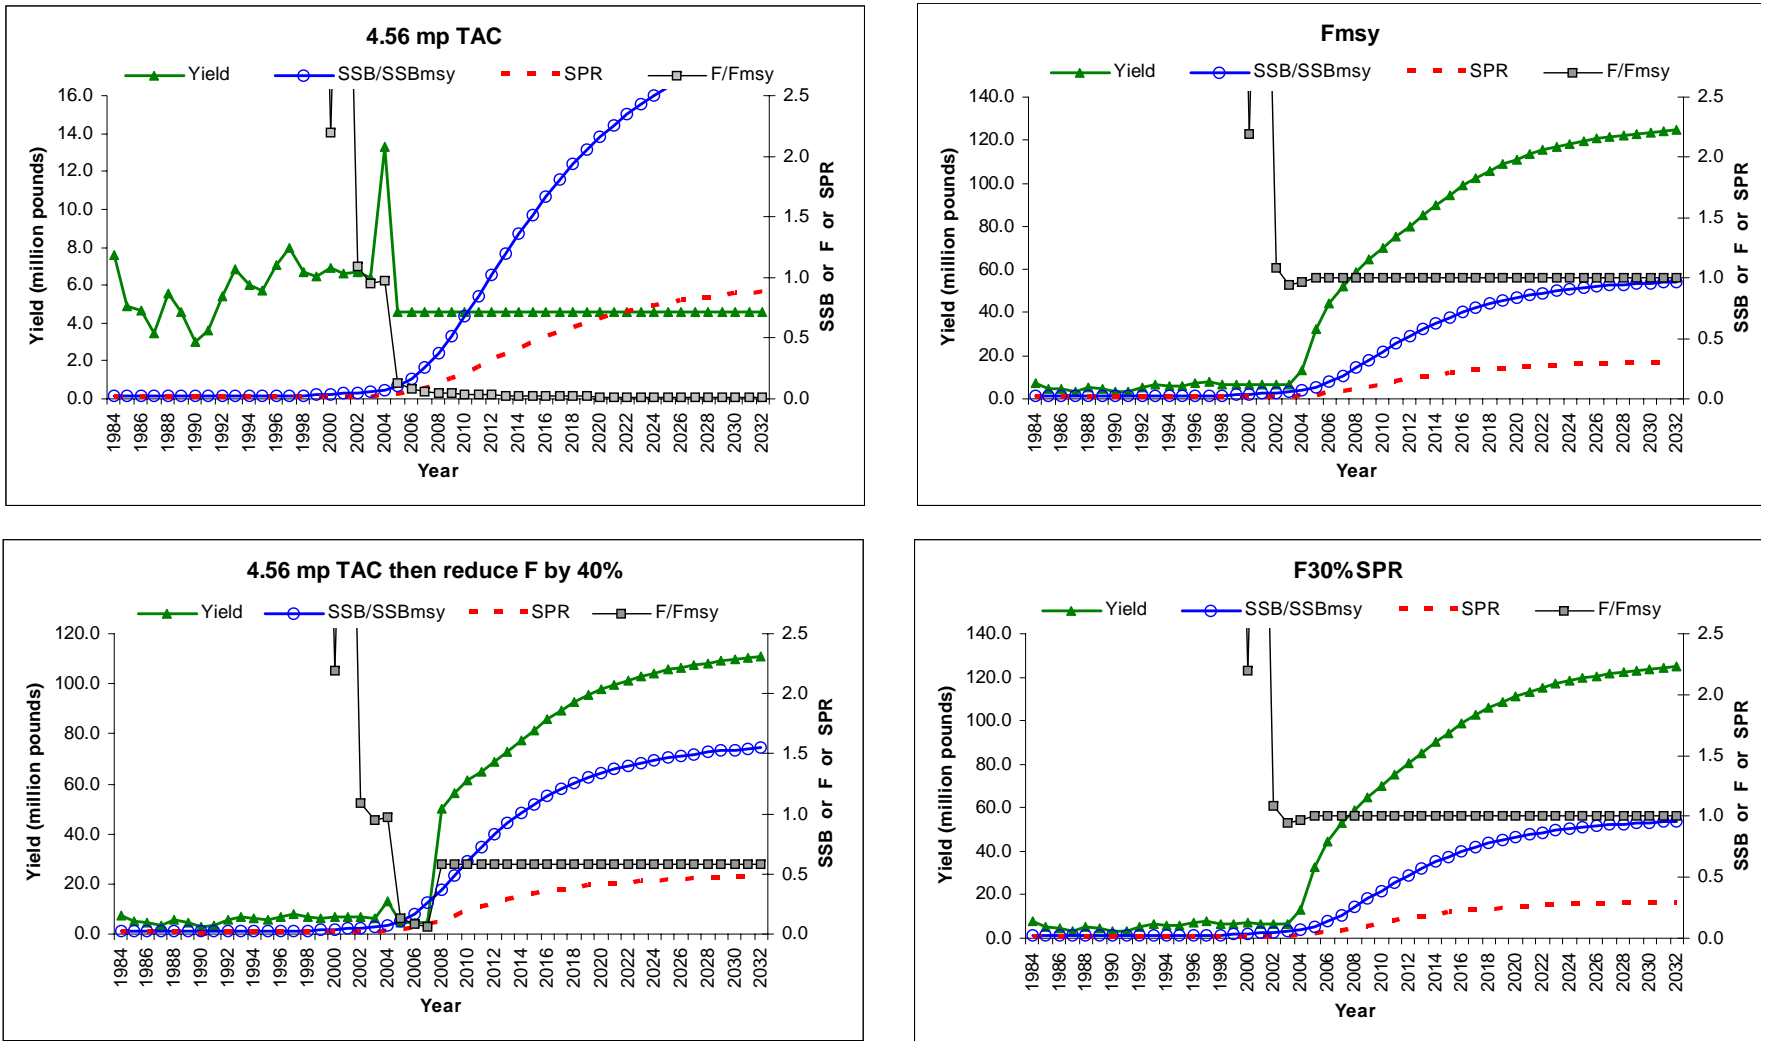 4.56 mp TAC
Yield SSB/SSBmsy SPR F/Fmsy
16.0
14.0
12.0
10.0
8.0
6.0
4.0
2.0
0.0
Yield (million pounds)
2.5
2.0
1.5
1.0
0.5
0.0
SSB or F or SPR
1984 1986 1988 1990 1992 1994 1996 1998 2000 2002 2004 2006 2008 2010 2012 2014 2016 2018 2020 2022 2024 2026 2028 2030 2032
Year
Fmsy
Yield SSB/SSBmsy SPR F/Fmsy
140.0
120.0
100.0
80.0
60.0
40.0
20.0
0.0
Yield (million pounds)
2.5
2.0
1.5
1.0
0.5
0.0
SSB or F or SPR
1984 1986 1988 1990 1992 1994 1996 1998 2000 2002 2004 2006 2008 2010 2012 2014 2016 2018 2020 2022 2024 2026 2028 2030 2032
Year
4.56 mp TAC then reduce F by 40%
Yield SSB/SSBmsy SPR F/Fmsy
120.0
100.0
80.0
60.0
40.0
20.0
0.0
Yield (million pounds)
2.5
2.0
1.5
1.0
0.5
0.0
SSB or F or SPR
1984 1986 1988 1990 1992 1994 1996 1998 2000 2002 2004 2006 2008 2010 2012 2014 2016 2018 2020 2022 2024 2026 2028 2030 2032
Year
F30%SPR
Yield SSB/SSBmsy SPR F/Fmsy
140.0
120.0
100.0
80.0
60.0
40.0
20.0
0.0
Yield (million pounds)
2.5
2.0
1.5
1.0
0.5
0.0
SSB or F or SPR
1984 1986 1988 1990 1992 1994 1996 1998 2000 2002 2004 2006 2008 2010 2012 2014 2016 2018 2020 2022 2024 2026 2028 2030 2032
Year